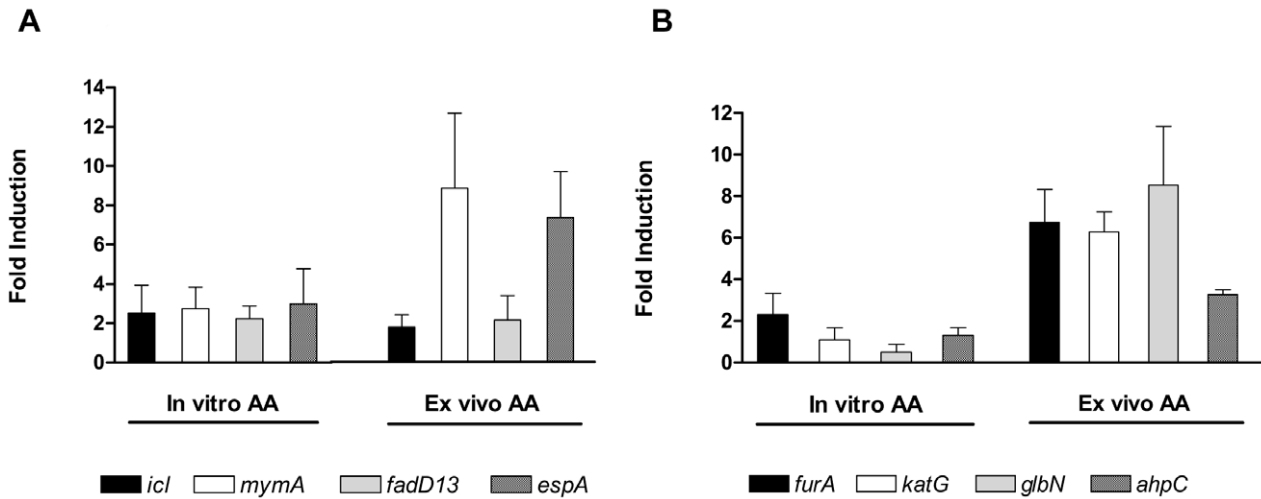 A
Fold Induction
14
12
10
8
6
4
2
0
In vitro AA
Ex vivo AA
icl
mymA
fadD13
espA
B
Fold Induction
12
10
8
6
4
2
0
In vitro AA
Ex vivo AA
furA
katG
glbN
ahpC